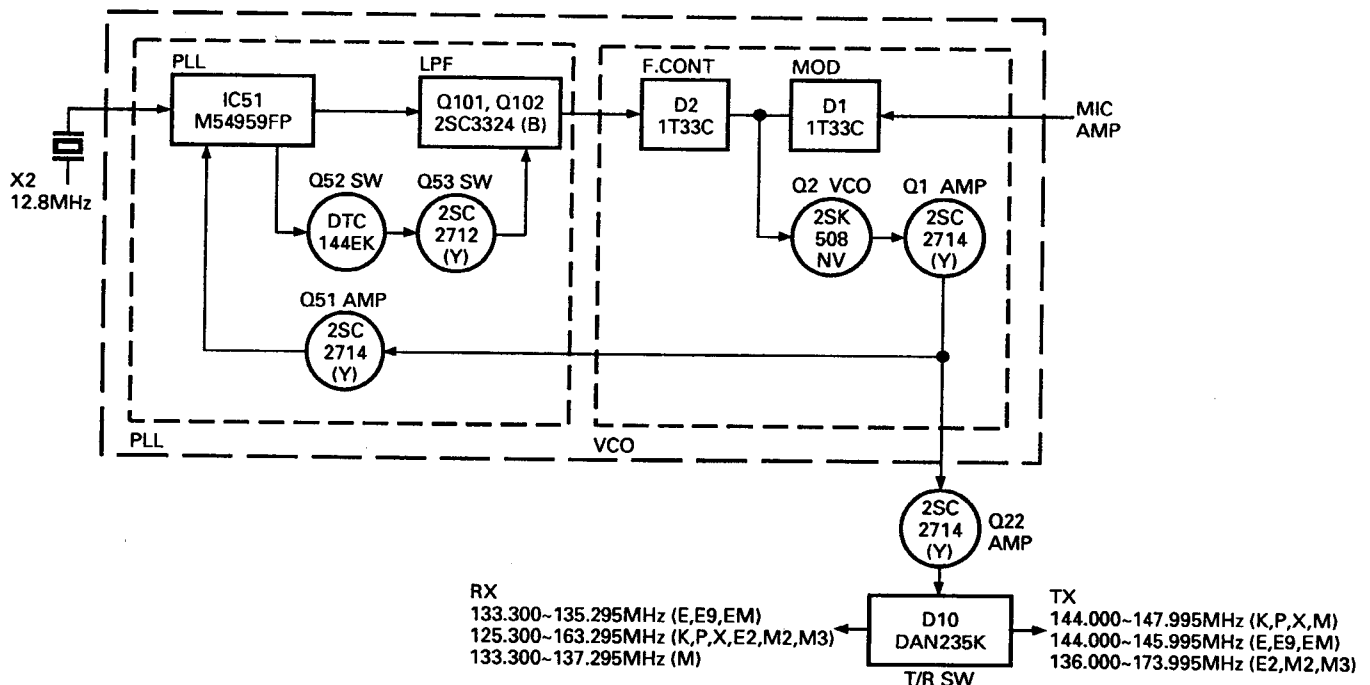 PLL
IC51
M54959FP
LPF
Q101, Q102
2SC3324 (B)
F.CONT
D2
1T33C
MOD
D1
1T33C
MIC
AMP
X2
12.8MHz
Q52 SW
DTC
144EK
Q53 SW
2SC
2712
(Y)
Q2 VCO
2SK
508
NV
Q1 AMP
2SC
2714
(Y)
Q51 AMP
2SC
2714
(Y)
PLL
VCO
2SC
2714
(Y)
Q22
AMP
RX
133.300~135.295MHz (E,E9,EM)
125.300~163.295MHz (K,P,X,E2,M2,M3)
133.300~137.295MHz (M)
D10
DAN235K
T/R SW
TX
144.000~147.995MHz (K,P,X,M)
144.000~145.995MHz (E,E9,EM)
136.000~173.995MHz (E2,M2,M3)